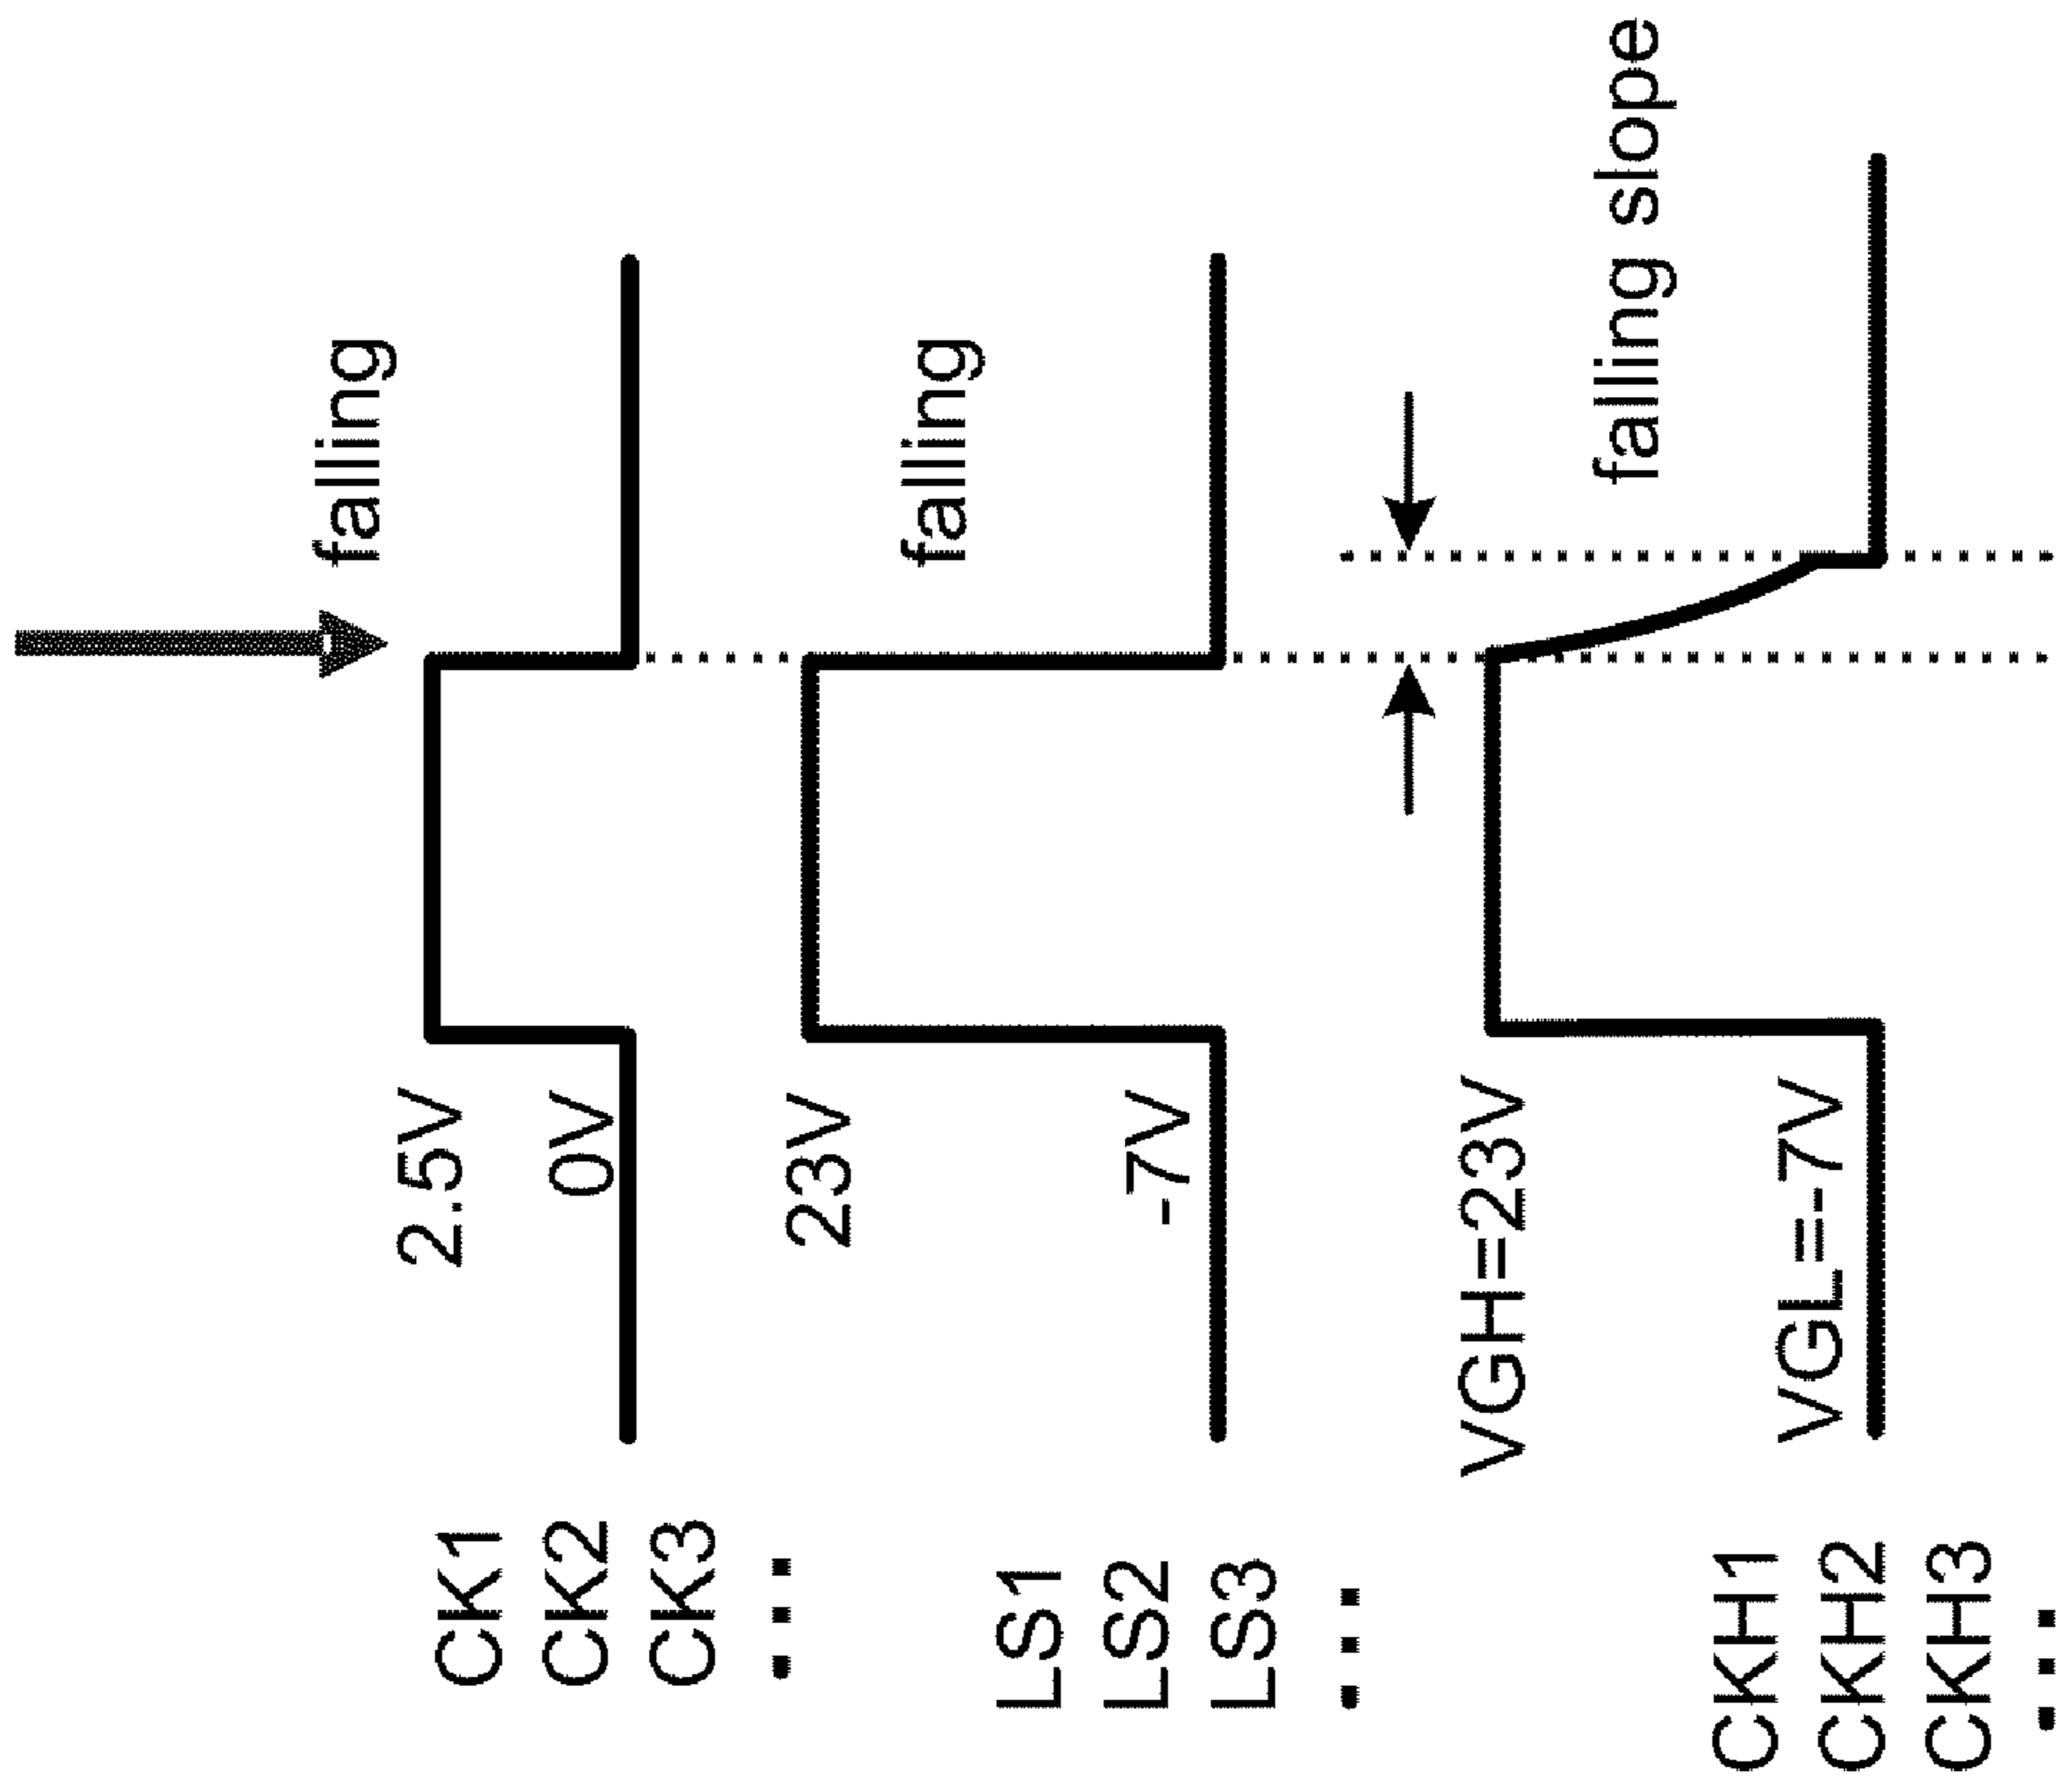 falling
2.5V
0V
CK1
CK2
CK3
falling
23V
-7V
LS1
LS2
LS3
falling slope
VGH=23V
VGL=-7V
CKH1
CKH2
CKH3